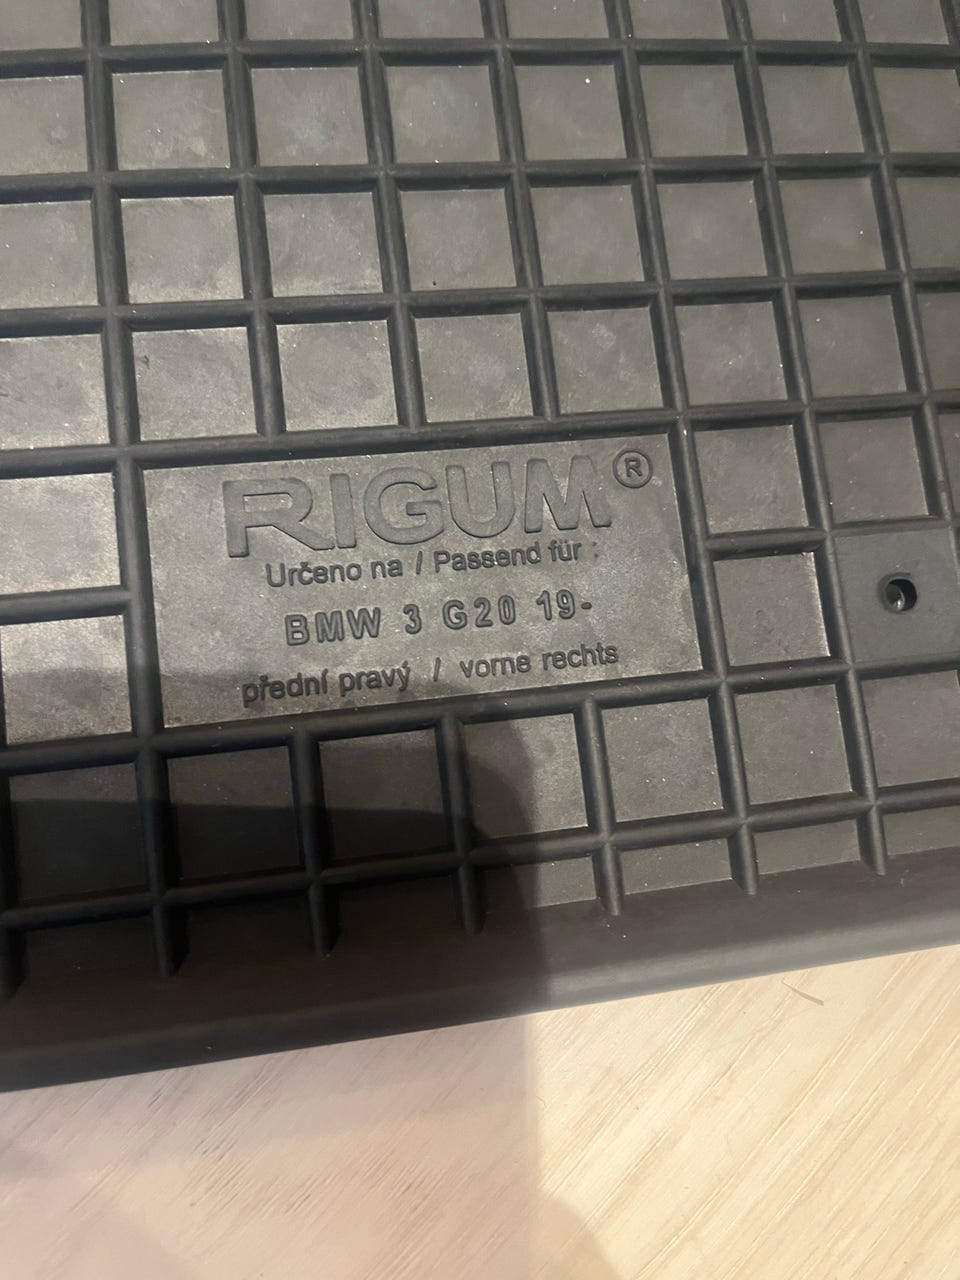 RIGUM®
Určeno na / Passend für :
BMW 3 G20 19-
přední pravý / vorne rechts